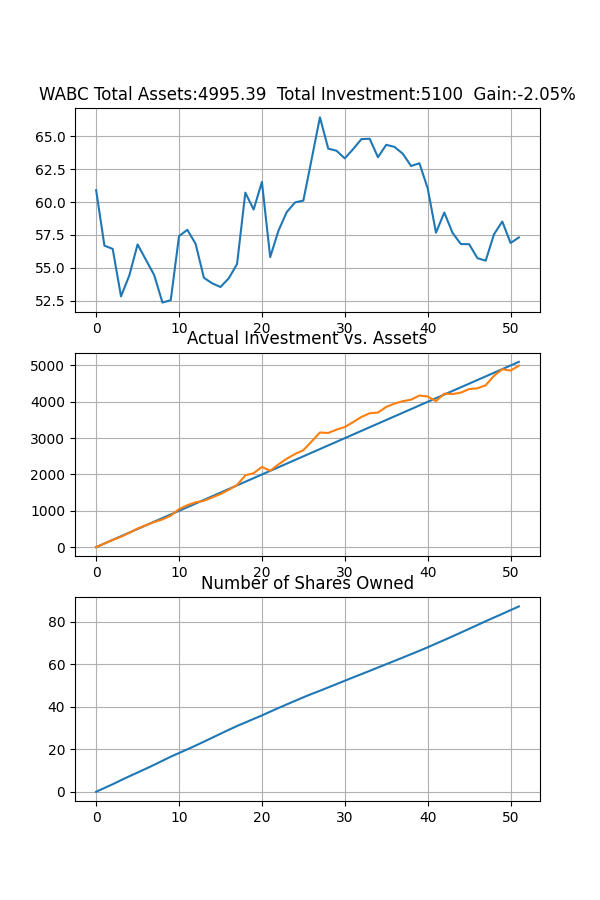 WABC Total Assets:4995.39  Total Investment:5100  Gain:-2.05%
65.0
62.5
60.0
57.5
55.0
52.5
0 10 20 30 40 50
Actual Investment vs. Assets
5000
4000
3000
2000
1000
0
0 10 20 30 40 50
Number of Shares Owned
80
60
40
20
0
0 10 20 30 40 50